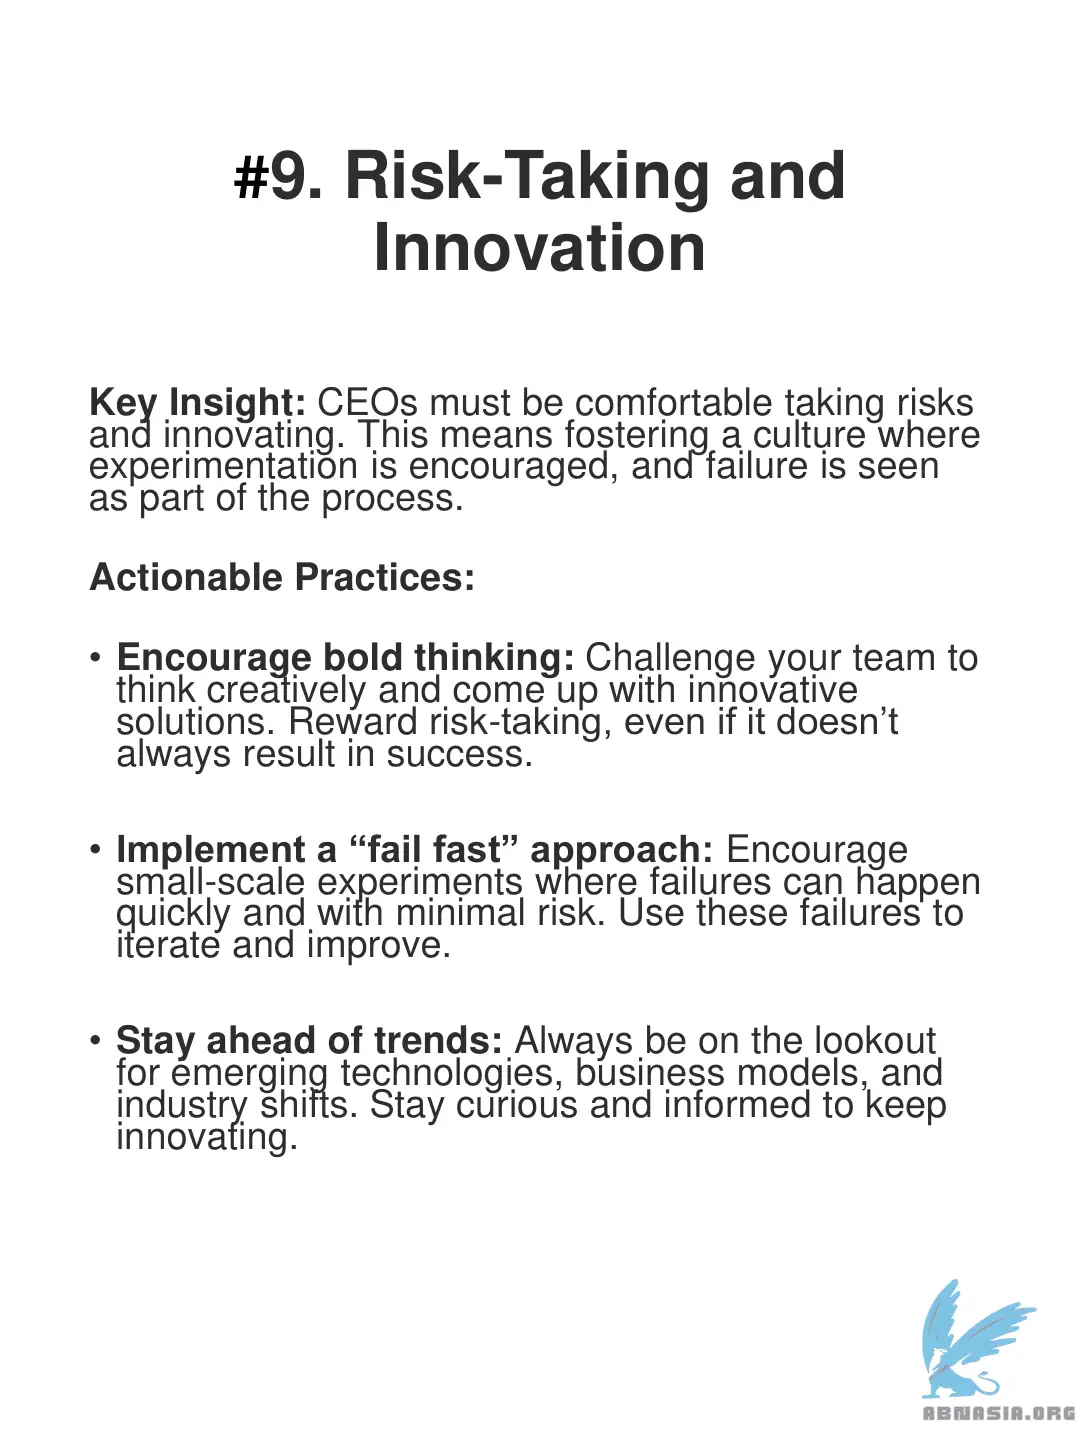 #9. Risk-Taking and
Innovation
Key Insight: CEOs must be comfortable taking risks
and innovating. This means fostering a culture where
experimentation is encouraged, and failure is seen
as part of the process.
Actionable Practices:
• Encourage bold thinking: Challenge your team to
think creatively and come up with innovative
solutions. Reward risk-taking, even if it doesn’t
always result in success.
• Implement a “fail fast” approach: Encourage
small-scale experiments where failures can happen
quickly and with minimal risk. Use these failures to
iterate and improve.
• Stay ahead of trends: Always be on the lookout
for emerging technologies, business models, and
industry shifts. Stay curious and informed to keep
innovating.
ABNASIA.ORG